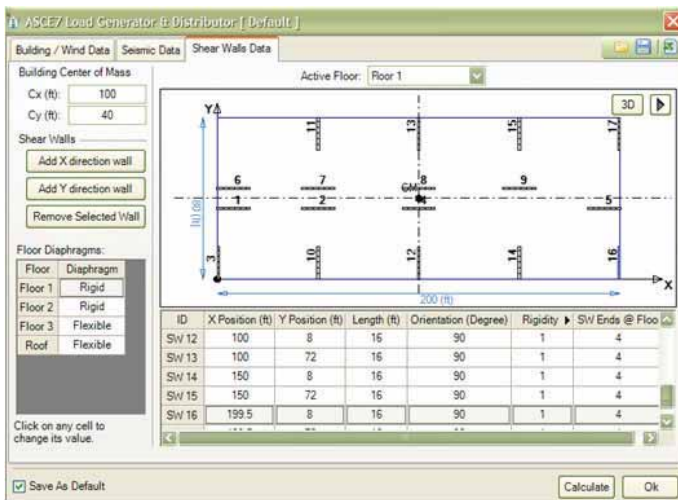 ASCE7 Load Generator & Distributor [ Default ]
Building / Wind Data Seismic Data Shear Walls Data
Building Center of Mass
Cx (ft): 100
Cy (ft): 40
Shear Walls
Add X direction wall
Add Y direction wall
Remove Selected Wall
Floor Diaphragms:
Floor Diaphragm
Floor 1 Rigid
Floor 2 Rigid
Floor 3 Flexible
Roof Flexible
Click on any cell to
change its value.
Active Floor: Floor 1
3D
Y
11 13 15 17
6 7 8 9
CM
1 2 4 5
80 (ft)
3 10 12 14 16
X
200 (ft)
ID X Position (ft) Y Position (ft) Length (ft) Orientation (Degree) Rigidity SW Ends @ Floo
SW 12 100 8 16 90 1 4
SW 13 100 72 16 90 1 4
SW 14 150 8 16 90 1 4
SW 15 150 72 16 90 1 4
SW 16 199.5 8 16 90 1 4
Save As Default
Calculate Ok